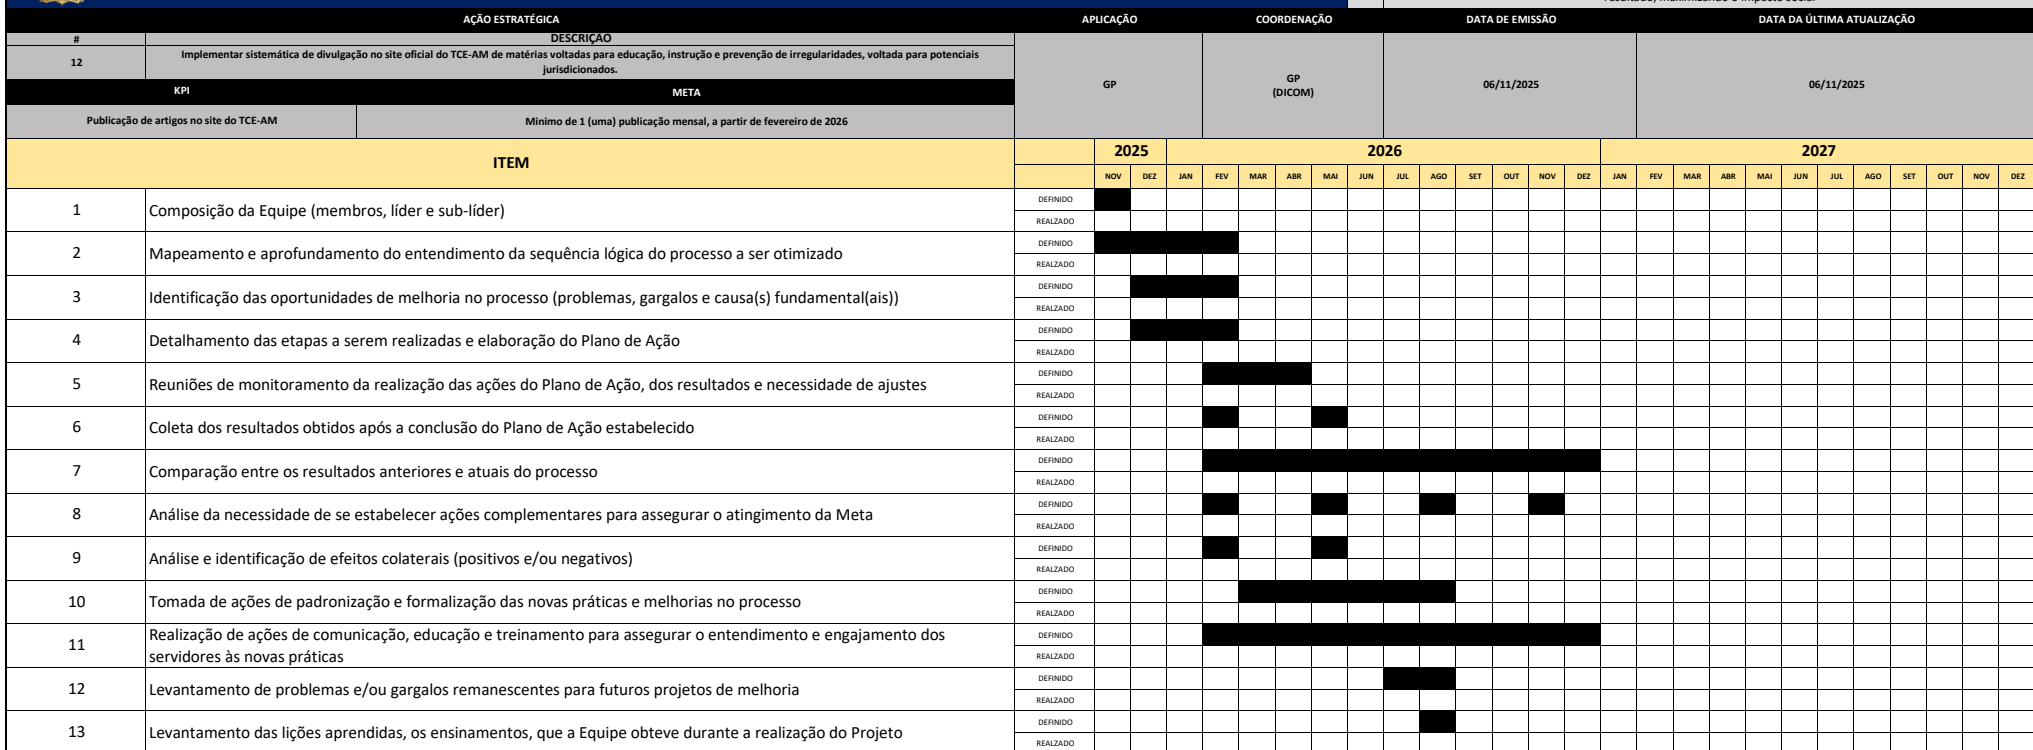 AÇÃO ESTRATÉGICA APLICAÇÃO COORDENAÇÃO DATA DE EMISSÃO DATA DA ÚLTIMA ATUALIZAÇÃO
# DESCRIÇÃO
12 Implementar sistemática de divulgação no site oficial do TCE-AM de matérias voltadas para educação, instrução e prevenção de irregularidades, voltada para potenciais
jurisdicionados.
GP GP
(DICOM)
06/11/2025 06/11/2025
KPI META
Publicação de artigos no site do TCE-AM Minimo de 1 (uma) publicação mensal, a partir de fevereiro de 2026
ITEM 2025 2026 2027
NOV DEZ JAN FEV MAR ABR MAI JUN JUL AGO SET OUT NOV DEZ JAN FEV MAR ABR MAI JUN JUL AGO SET OUT NOV DEZ
1 Composição da Equipe (membros, líder e sub-líder) DEFINIDO
REALZADO
2 Mapeamento e aprofundamento do entendimento da sequência lógica do processo a ser otimizado DEFINIDO
REALZADO
3 Identificação das oportunidades de melhoria no processo (problemas, gargalos e causa(s) fundamental(ais)) DEFINIDO
REALZADO
4 Detalhamento das etapas a serem realizadas e elaboração do Plano de Ação DEFINIDO
REALZADO
5 Reuniões de monitoramento da realização das ações do Plano de Ação, dos resultados e necessidade de ajustes DEFINIDO
REALZADO
6 Coleta dos resultados obtidos após a conclusão do Plano de Ação estabelecido DEFINIDO
REALZADO
7 Comparação entre os resultados anteriores e atuais do processo DEFINIDO
REALZADO
8 Análise da necessidade de se estabelecer ações complementares para assegurar o atingimento da Meta DEFINIDO
REALZADO
9 Análise e identificação de efeitos colaterais (positivos e/ou negativos) DEFINIDO
REALZADO
10 Tomada de ações de padronização e formalização das novas práticas e melhorias no processo DEFINIDO
REALZADO
11 Realização de ações de comunicação, educação e treinamento para assegurar o entendimento e engajamento dos DEFINIDO
servidores às novas práticas REALZADO
12 Levantamento de problemas e/ou gargalos remanescentes para futuros projetos de melhoria DEFINIDO
REALZADO
13 Levantamento das lições aprendidas, os ensinamentos, que a Equipe obteve durante a realização do Projeto DEFINIDO
REALZADO